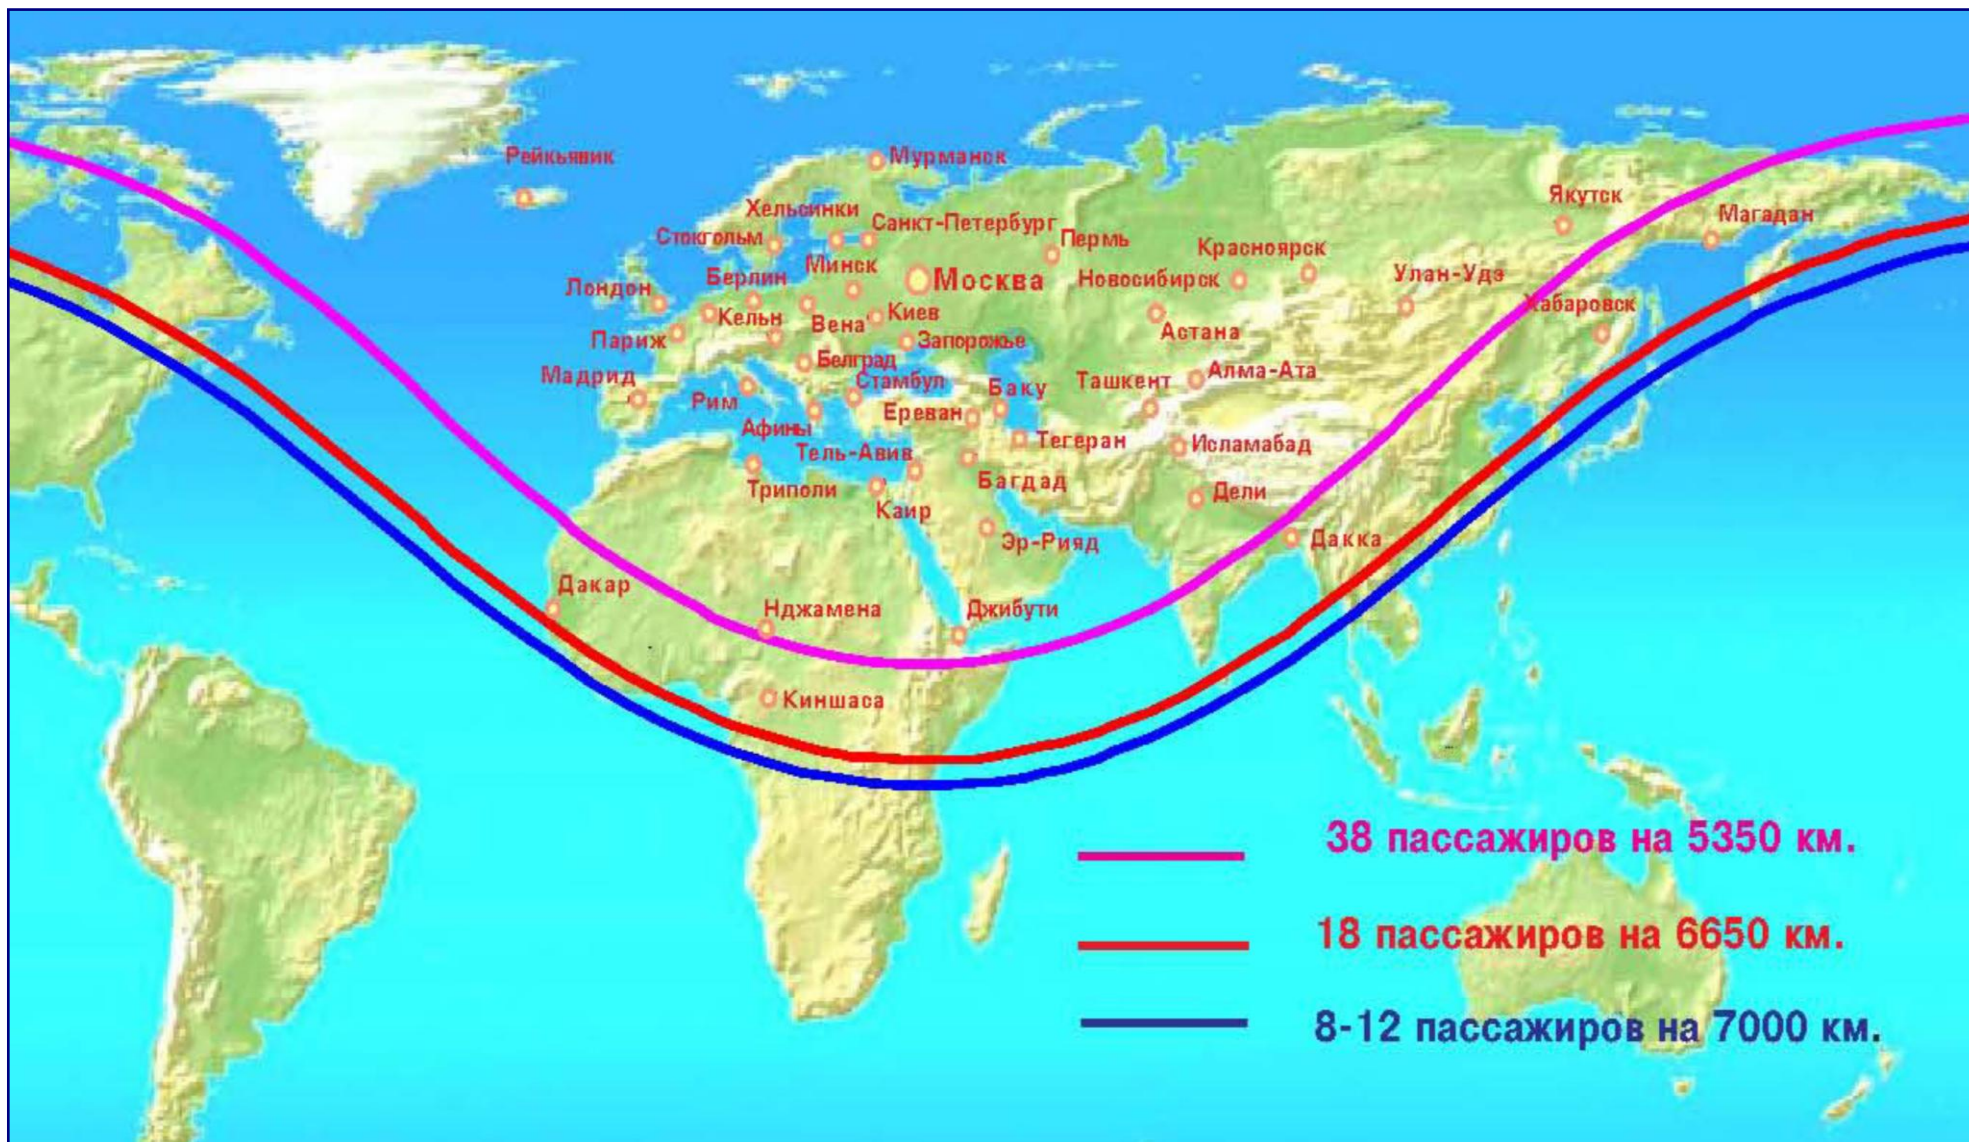 Рейкьявик
Мурманск
Хельсинки
Санкт-Петербург
Стокгольм
Пермь
Якутск
Магадан
Красноярск
Берлин
Минск
Москва
Новосибирск
Улан-Удэ
Лондон
Кельн
Вена
Киев
Хабаровск
Париж
Запорожье
Астана
Белград
Мадрид
Стамбул
Алма-Ата
Рим
Баку
Ташкент
Ереван
Афины
Тегеран
Исламабад
Тель-Авив
Триполи
Багдад
Дели
Каир
Эр-Рияд
Дакка
Дакар
Нджамена
Джибути
Киншаса
38 пассажиров на 5350 км.
18 пассажиров на 6650 км.
8-12 пассажиров на 7000 км.